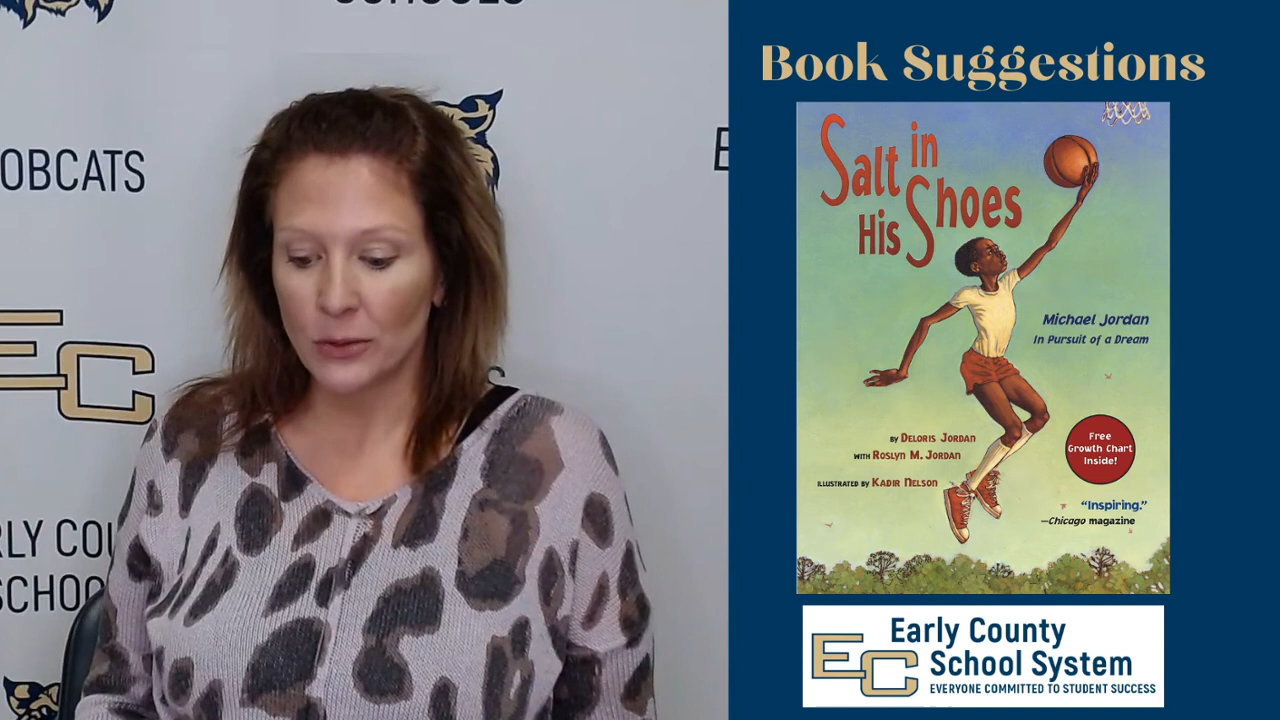 SCHOOLS
OBCATS
E
EC
RLY COU
SCHOO
Book Suggestions
Salt in
His Shoes
Michael Jordan
In Pursuit of a Dream
BY DELORIS JORDAN
WITH ROSLYN M. JORDAN
ILLUSTRATED BY KADIR NELSON
Free
Growth Chart
Inside!
“Inspiring.”
—Chicago magazine
EC
Early County
School System
EVERYONE COMMITTED TO STUDENT SUCCESS